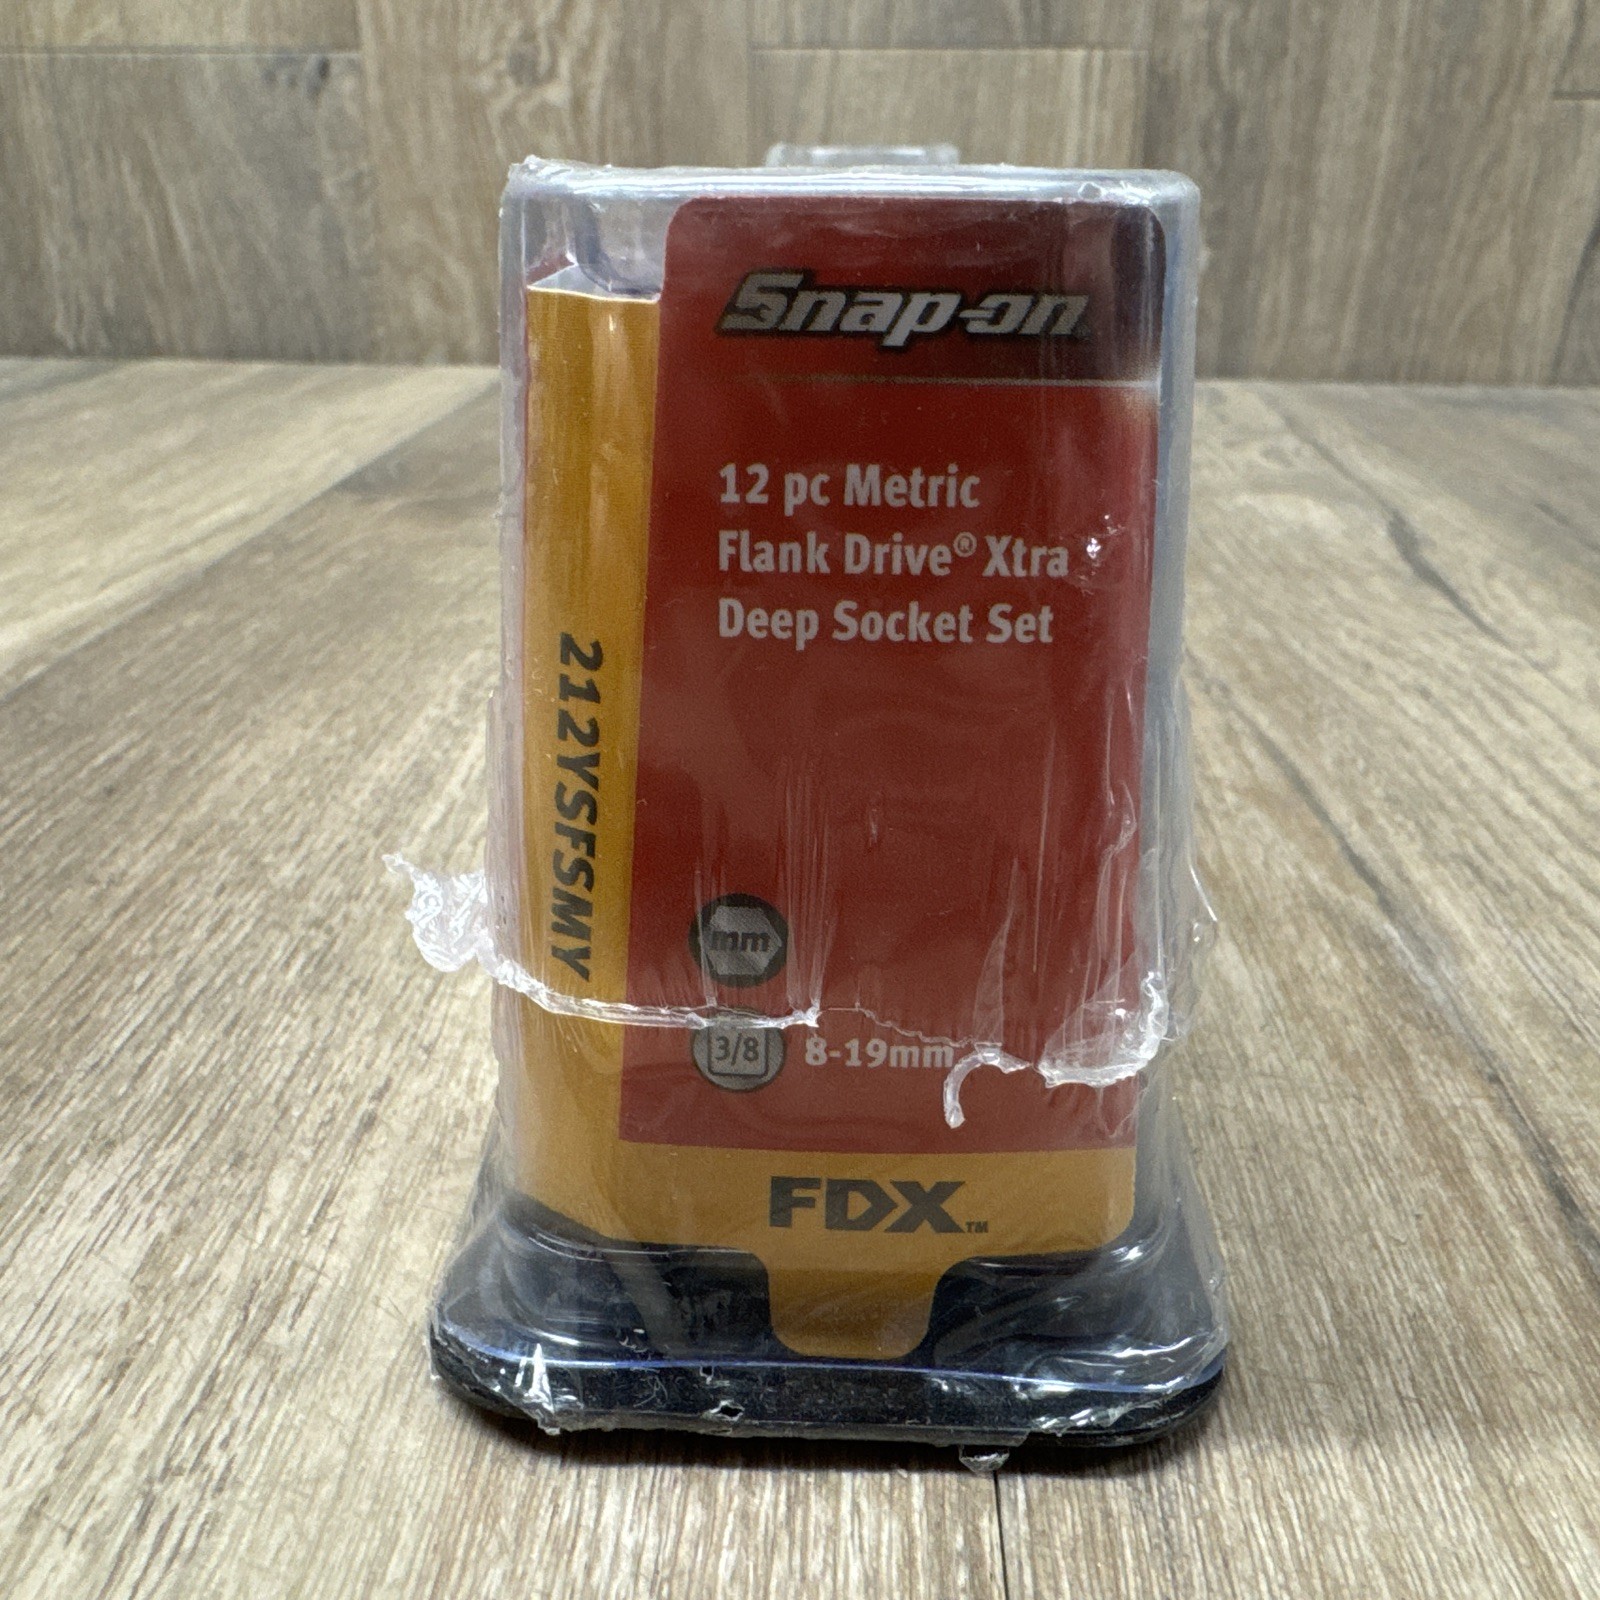 Snap-on
12 pc Metric
Flank Drive® Xtra
Deep Socket Set
212YSFSMY
mm
3/8 8-19mm
FDX™